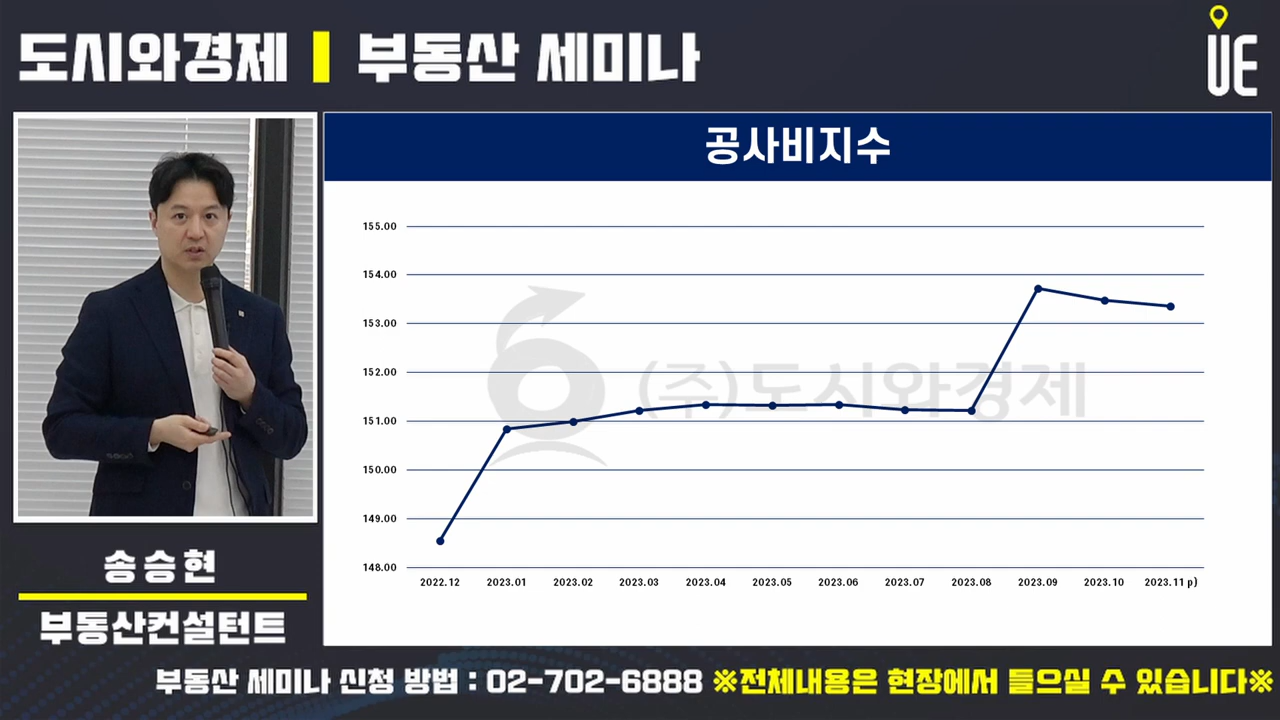 도시와경제 | 부동산 세미나
UE
공사비지수
155.00
154.00
153.00
152.00
151.00
150.00
149.00
148.00
(주)도시와경제
2022.12 2023.01 2023.02 2023.03 2023.04 2023.05 2023.06 2023.07 2023.08 2023.09 2023.10 2023.11 p)
송승현
부동산컨설턴트
부동산 세미나 신청 방법 : 02-702-6888 ※전체내용은 현장에서 들으실 수 있습니다※